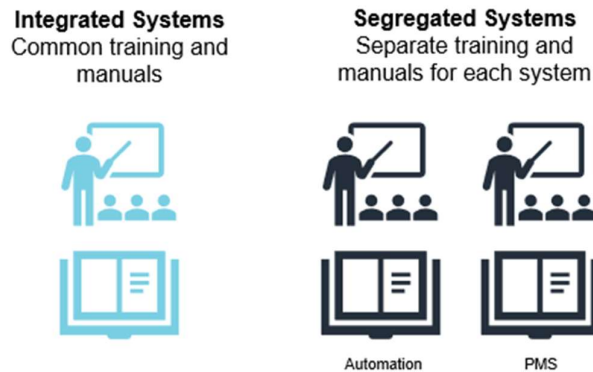 Integrated Systems
Common training and
manuals
Segregated Systems
Separate training and
manuals for each system
Automation
PMS